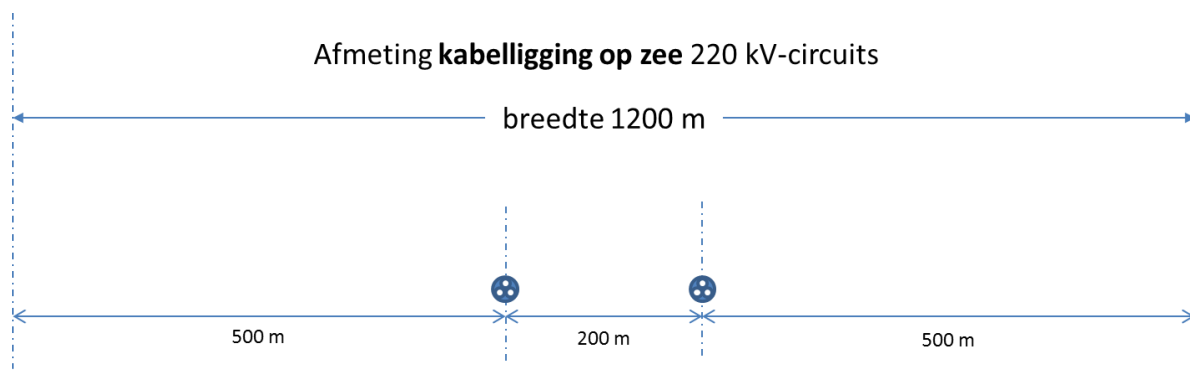 Afmeting kabelligging op zee 220 kV-circuits
breedte 1200 m
500 m
200 m
500 m